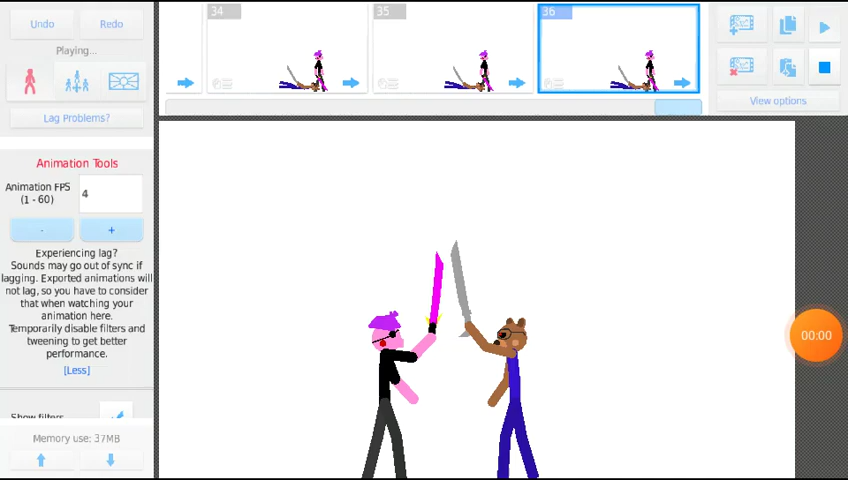 Undo
Redo
Playing...
Lag Problems?
Animation Tools
Animation FPS
(1 - 60)
4
-
+
Experiencing lag?
Sounds may go out of sync if
lagging. Exported animations will
not lag, so you have to consider
that when watching your
animation here.
Temporarily disable filters and
tweening to get better
performance.
[Less]
Show filters
Memory use: 37MB
34
35
36
View options
00:00